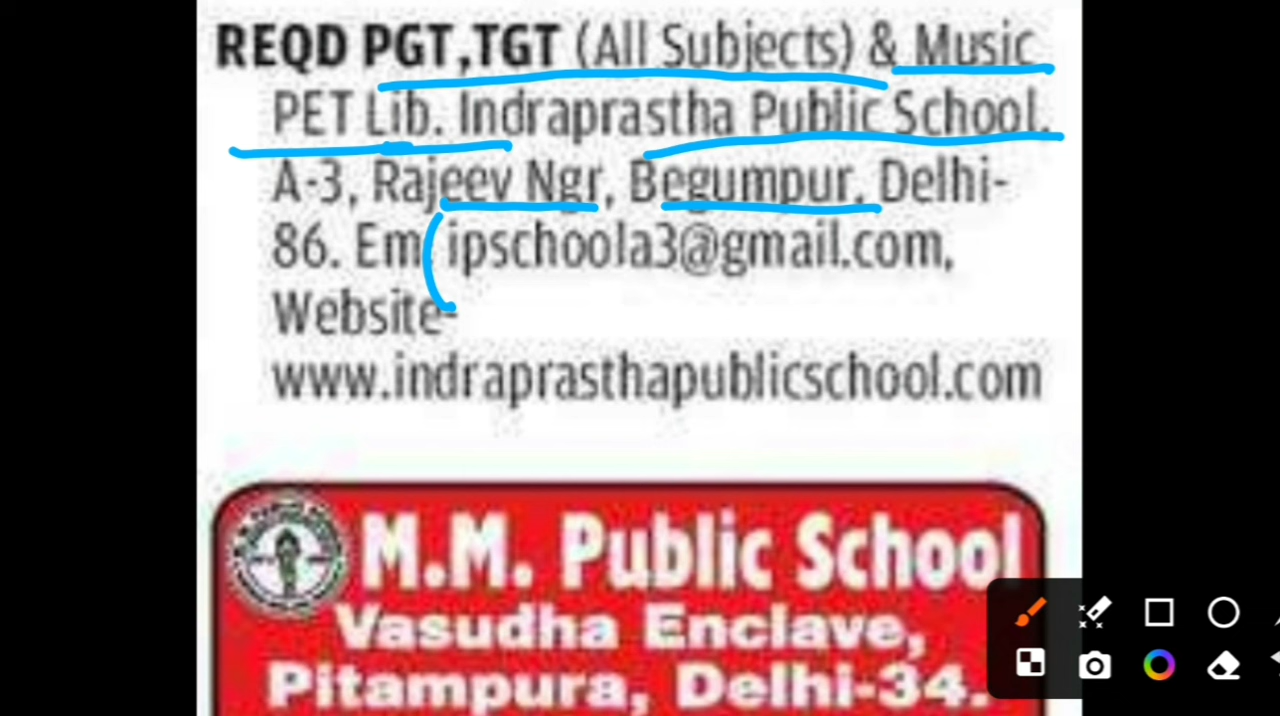 REQD PGT,TGT (All Subjects) & Music
PET Lib. Indraprastha Public School.
A-3, Rajeev Ngr, Begumpur, Delhi-
86. Em ipschoola3@gmail.com,
Website-
www.indraprasthapublicschool.com
M.M. Public School
Vasudha Enclave,
Pitampura, Delhi-34.